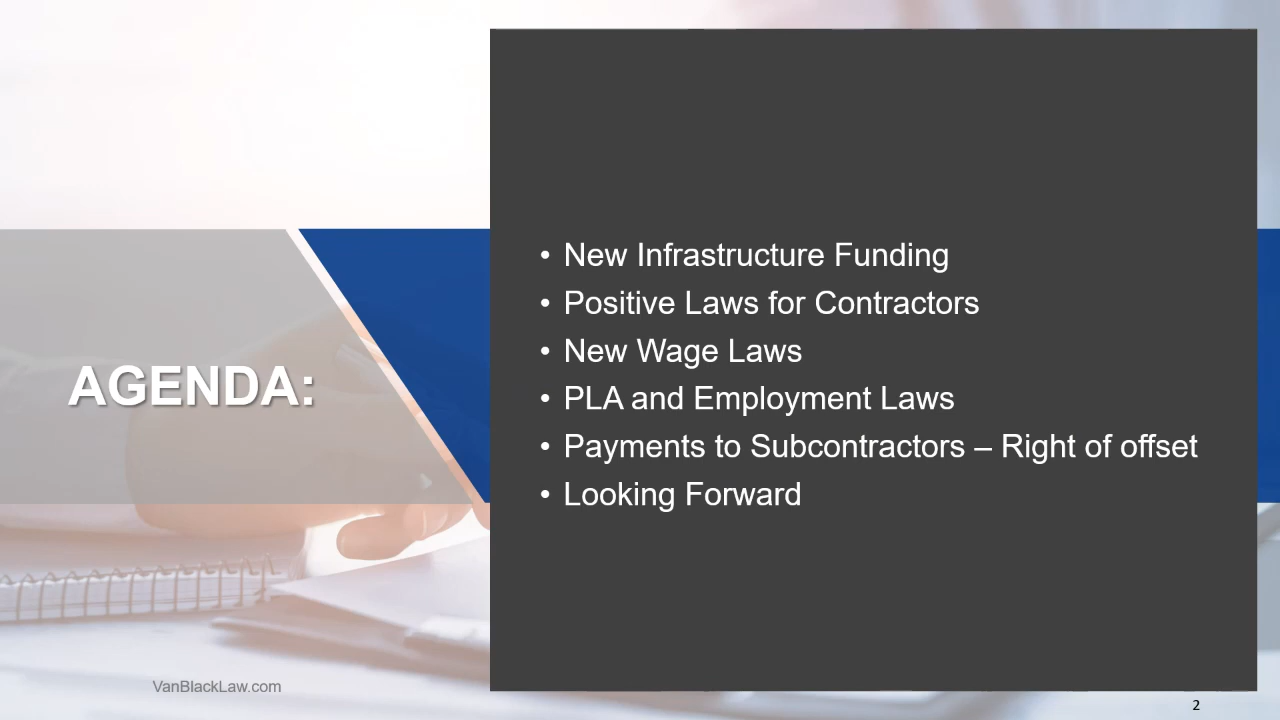 AGENDA:
• New Infrastructure Funding
• Positive Laws for Contractors
• New Wage Laws
• PLA and Employment Laws
• Payments to Subcontractors – Right of offset
• Looking Forward
VanBlackLaw.com
2